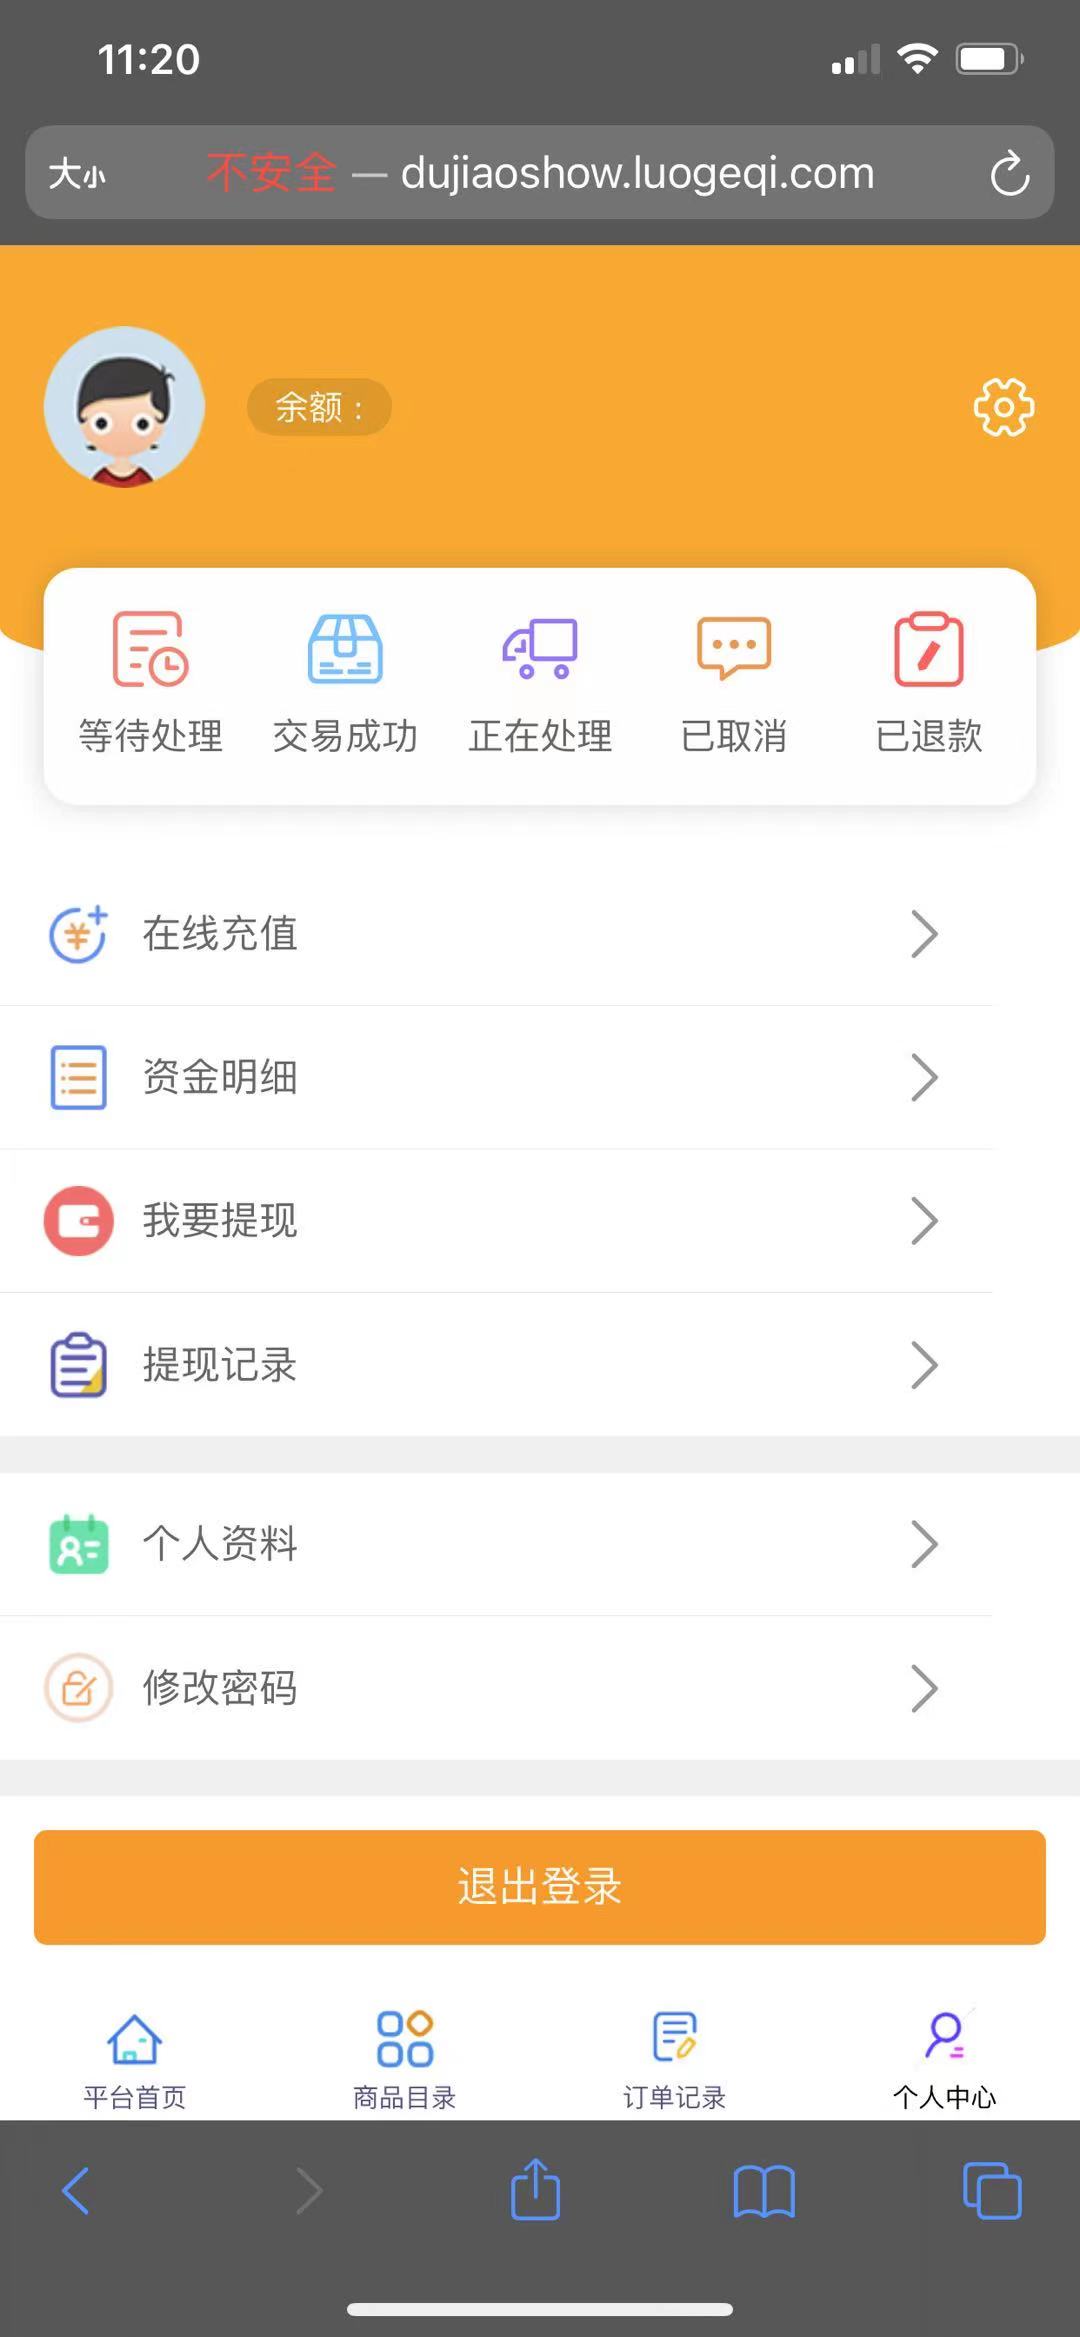 11:20
大小 不安全 — dujiaoshow.luogeqi.com
余额：
等待处理 交易成功 正在处理 已取消 已退款
在线充值
资金明细
我要提现
提现记录
个人资料
修改密码
退出登录
平台首页 商品目录 订单记录 个人中心